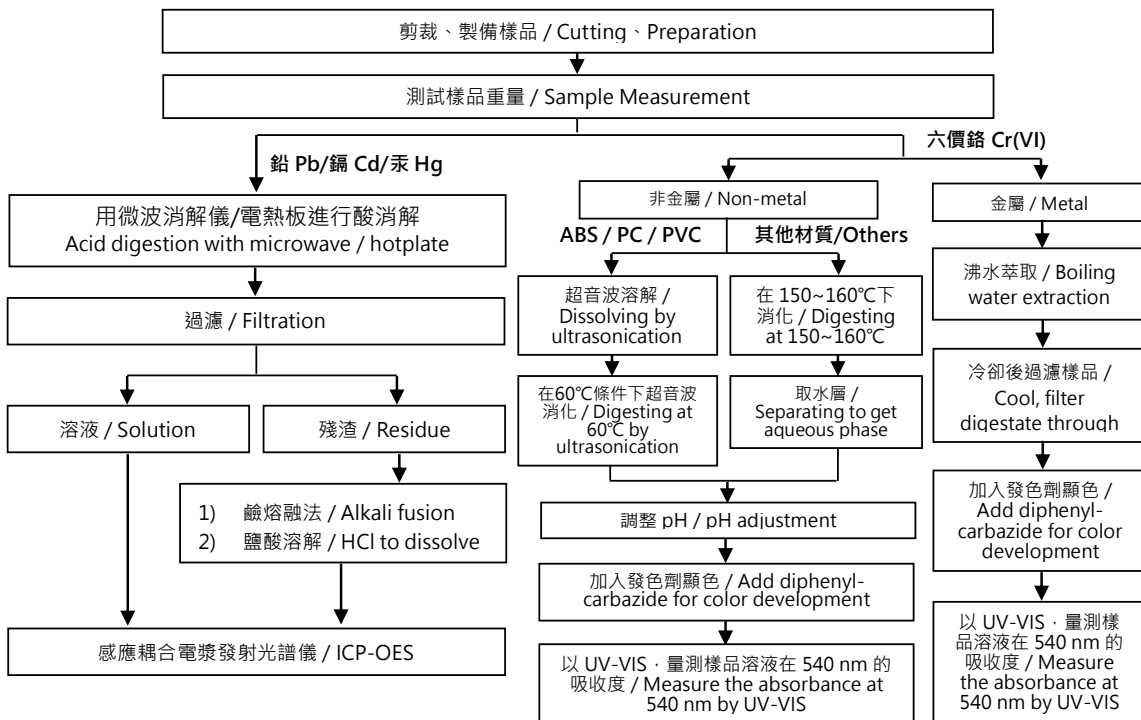 剪裁、製備樣品 / Cutting、Preparation
測試樣品重量 / Sample Measurement
鉛 Pb/鎘 Cd/汞 Hg
六價鉻 Cr(VI)
用微波消解儀/電熱板進行酸消解
Acid digestion with microwave / hotplate
過濾 / Filtration
溶液 / Solution
殘渣 / Residue
1) 鹼熔融法 / Alkali fusion
2) 鹽酸溶解 / HCl to dissolve
感應耦合電漿發射光譜儀 / ICP-OES
非金屬 / Non-metal
ABS / PC / PVC
其他材質/Others
超音波溶解 /
Dissolving by
ultrasonication
在60℃條件下超音波
消化 / Digesting at
60℃ by
ultrasonication
在 150~160℃下
消化 / Digesting
at 150~160℃
取水層 /
Separating to get
aqueous phase
調整 pH / pH adjustment
加入發色劑顯色 / Add diphenyl-
carbazide for color development
以 UV-VIS，量測樣品溶液在 540 nm 的
吸收度 / Measure the absorbance at
540 nm by UV-VIS
金屬 / Metal
沸水萃取 / Boiling
water extraction
冷卻後過濾樣品 /
Cool, filter
digestate through
加入發色劑顯色 /
Add diphenyl-
carbazide for color
development
以 UV-VIS，量測樣
品溶液在 540 nm 的
吸收度 / Measure
the absorbance at
540 nm by UV-VIS